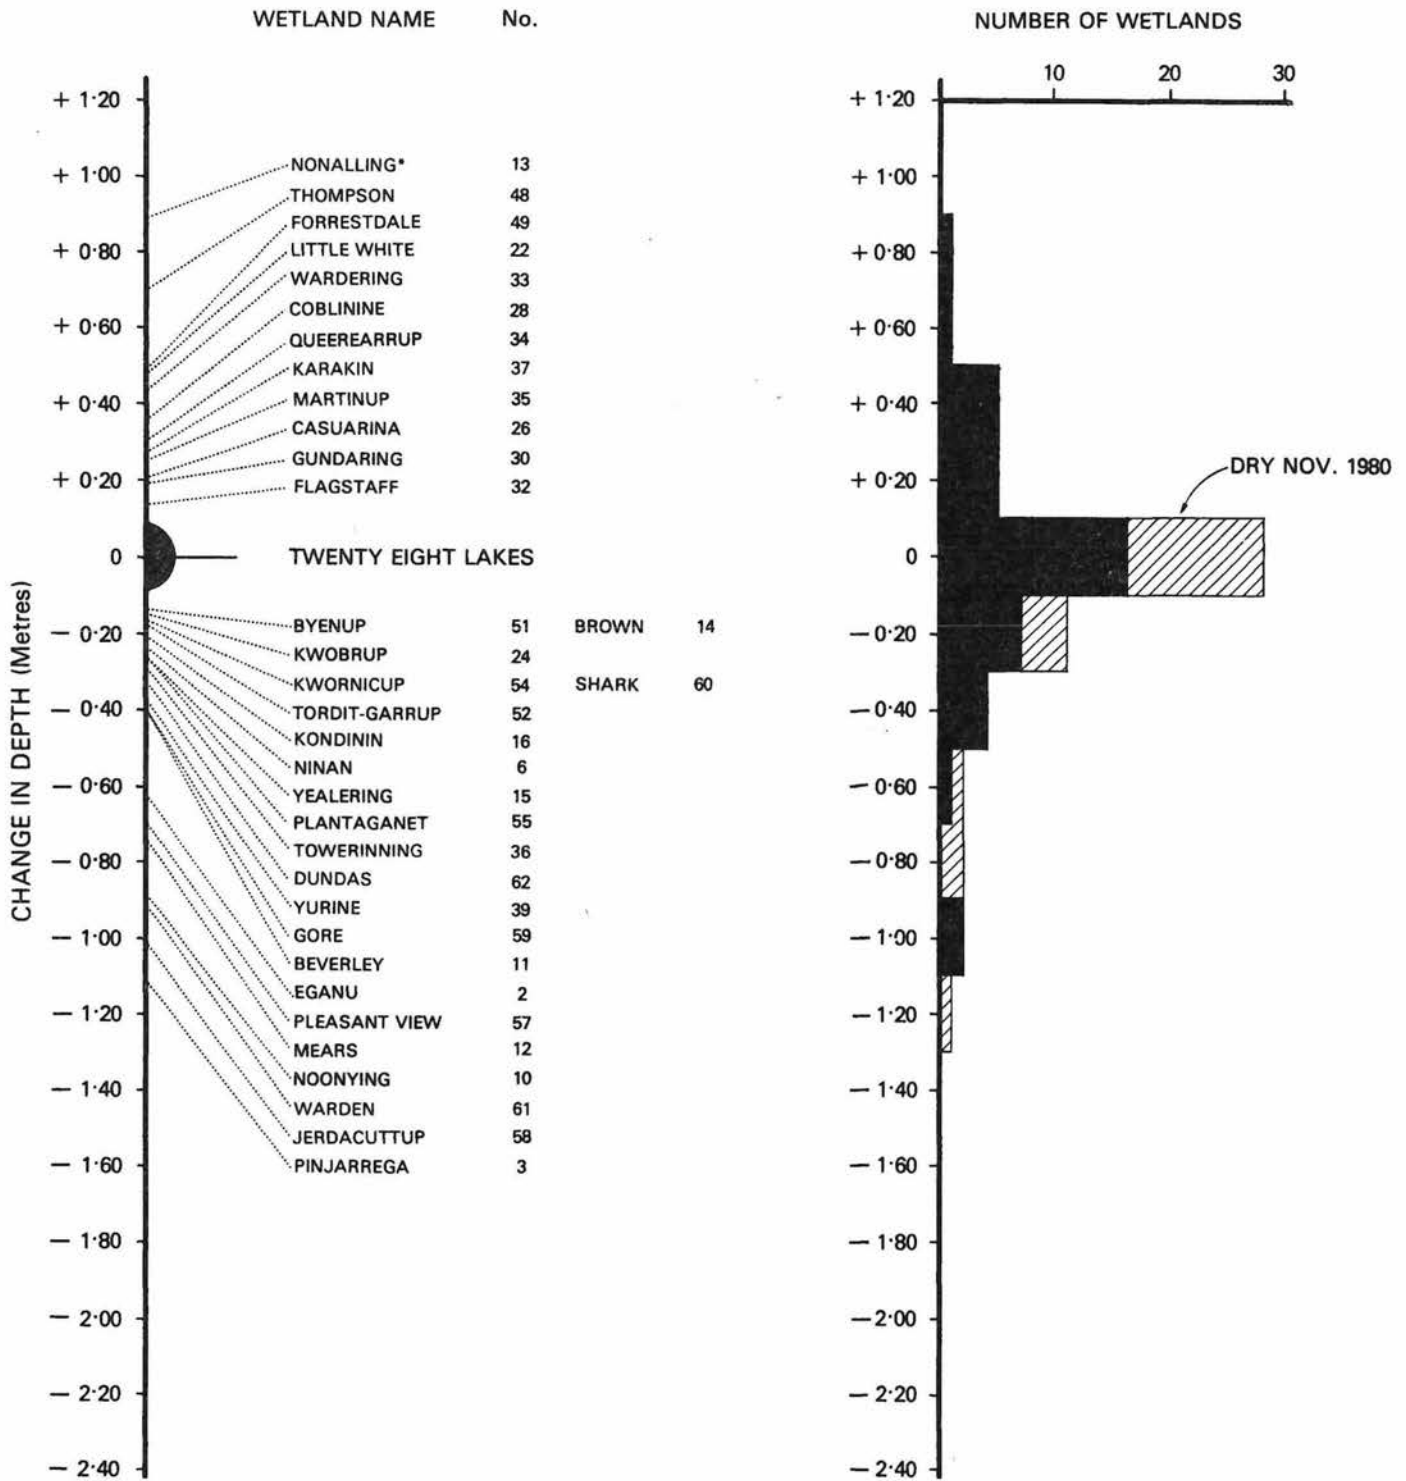 WETLAND NAME No.
NUMBER OF WETLANDS
10 20 30
+ 1·20
+ 1·00
+ 0·80
+ 0·60
+ 0·40
+ 0·20
0
— 0·20
— 0·40
— 0·60
— 0·80
— 1·00
— 1·20
— 1·40
— 1·60
— 1·80
— 2·00
— 2·20
— 2·40
CHANGE IN DEPTH (Metres)
NONALLING* 13
THOMPSON 48
FORRESTDALE 49
LITTLE WHITE 22
WARDERING 33
COBLININE 28
QUEEREARRUP 34
KARAKIN 37
MARTINUP 35
CASUARINA 26
GUNDARING 30
FLAGSTAFF 32
TWENTY EIGHT LAKES
BYENUP 51 BROWN 14
KWOBRUP 24
KWORNICUP 54 SHARK 60
TORDIT-GARRUP 52
KONDININ 16
NINAN 6
YEALERING 15
PLANTAGANET 55
TOWERINNING 36
DUNDAS 62
YURINE 39
GORE 59
BEVERLEY 11
EGANU 2
PLEASANT VIEW 57
MEARS 12
NOONYING 10
WARDEN 61
JERDACUTTUP 58
PINJARREGA 3
+ 1·20
+ 1·00
+ 0·80
+ 0·60
+ 0·40
+ 0·20
0
— 0·20
— 0·40
— 0·60
— 0·80
— 1·00
— 1·20
— 1·40
— 1·60
— 1·80
— 2·00
— 2·20
— 2·40
DRY NOV. 1980